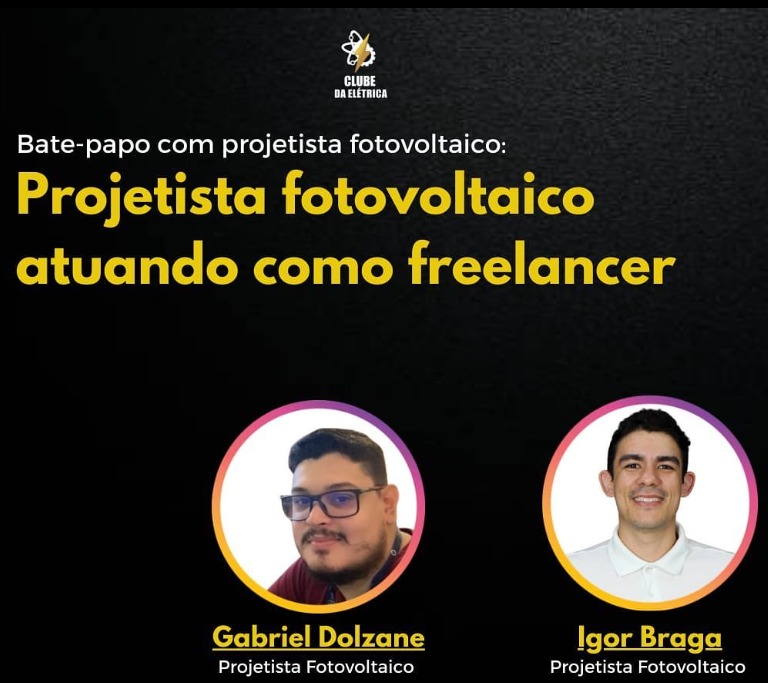 CLUBE
DA ELÉTRICA
Bate-papo com projetista fotovoltaico:
Projetista fotovoltaico
atuando como freelancer
Gabriel Dolzane
Igor Braga
Projetista Fotovoltaico
Projetista Fotovoltaico